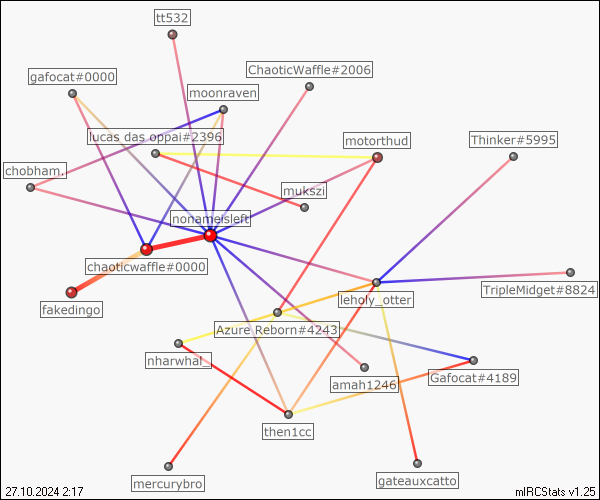 tt532
ChaoticWaffle#2006
gafocat#0000
moonraven
lucas das oppai#2396
motorthud
Thinker#5995
chobham.
mukszi
nonameisleft
chaoticwaffle#0000
TripleMidget#8824
leholy_otter
fakedingo
Azure Reborn#4243
nharwhal_
amah1246
Gafocat#4189
then1cc
mercurybro
gateauxcatto
27.10.2024 2:17
mIRCStats v1.25